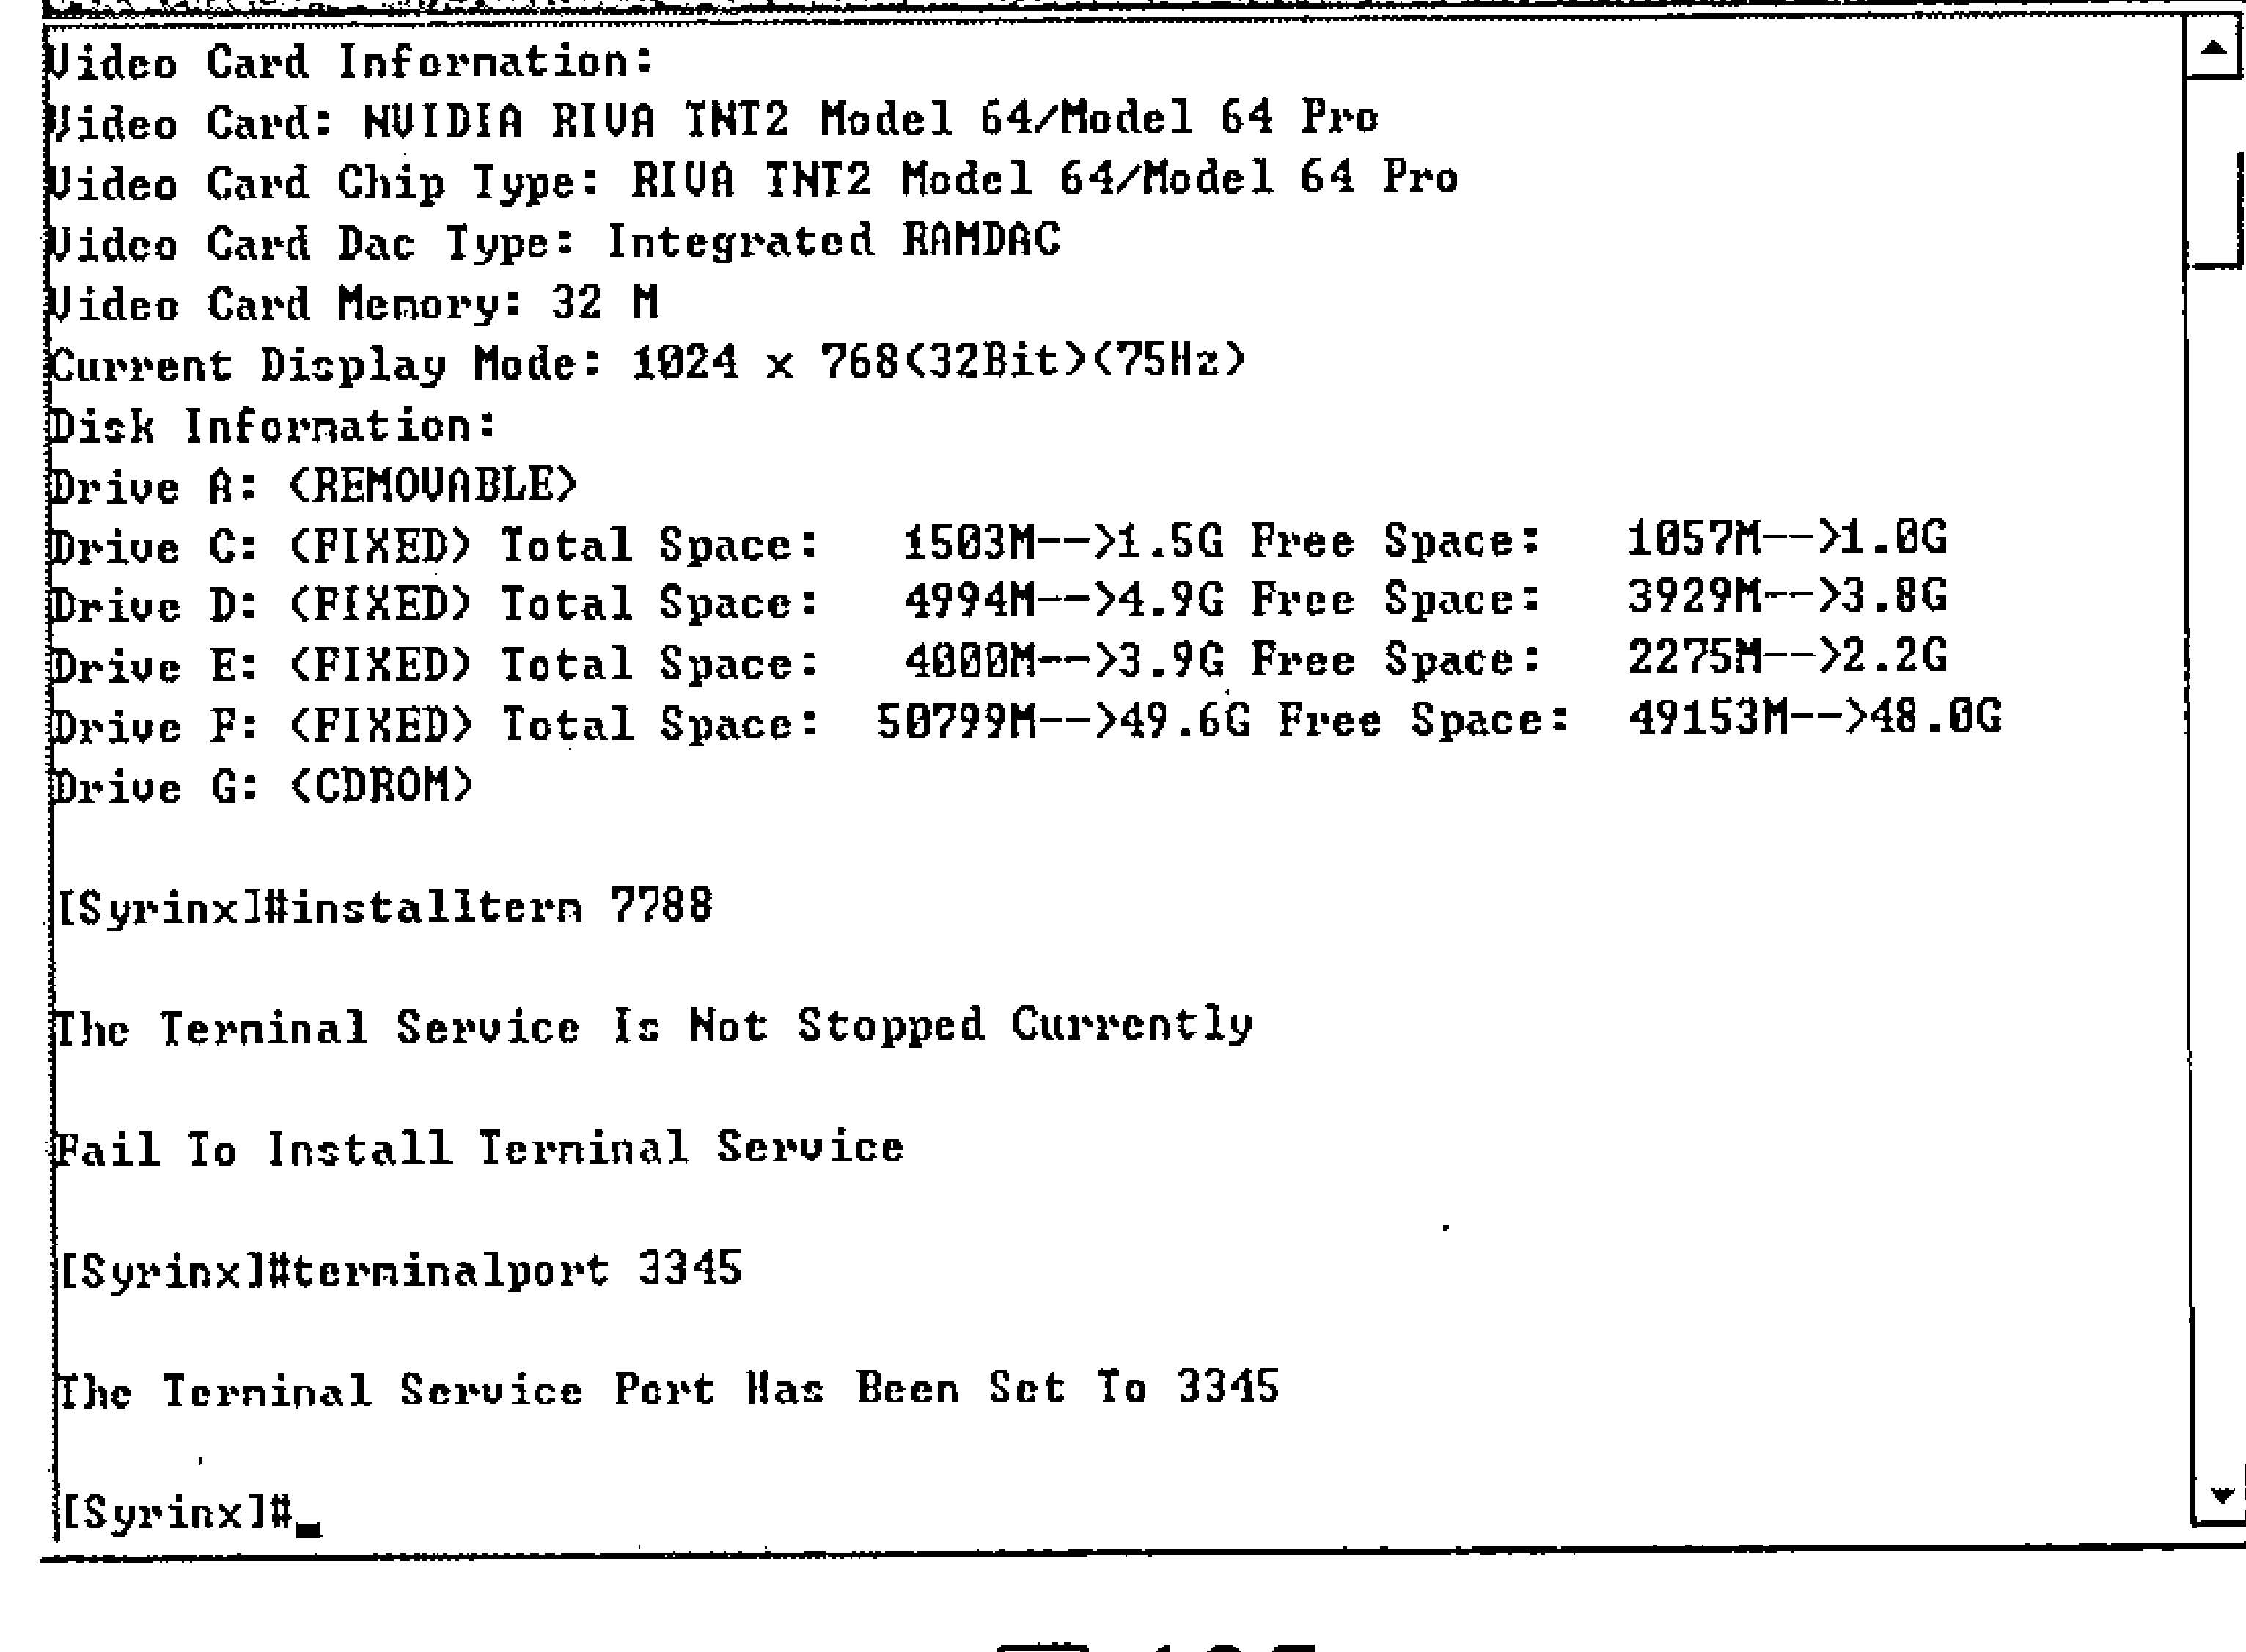 Video Card Information:
Video Card: NVIDIA RIVA TNT2 Model 64/Model 64 Pro
Video Card Chip Type: RIVA TNT2 Model 64/Model 64 Pro
Video Card Dac Type: Integrated RAMDAC
Video Card Memory: 32 M
Current Display Mode: 1024 x 768(32Bit)(75Hz)
Disk Information:
Drive A: (REMOVABLE)
Drive C: (FIXED) Total Space:   1503M-->1.5G Free Space:   1057M-->1.0G
Drive D: (FIXED) Total Space:   4994M-->4.9G Free Space:   3929M-->3.8G
Drive E: (FIXED) Total Space:   4000M-->3.9G Free Space:   2275M-->2.2G
Drive F: (FIXED) Total Space:  50799M-->49.6G Free Space:  49153M-->48.0G
Drive G: (CDROM)
[Syrinx]#installterm 7788
The Terminal Service Is Not Stopped Currently
Fail To Install Terminal Service
[Syrinx]#terminalport 3345
The Terminal Service Port Has Been Set To 3345
[Syrinx]#_